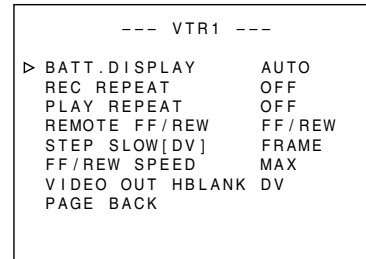 --- VTR1 ---
▷ BATT.DISPLAY AUTO
REC REPEAT OFF
PLAY REPEAT OFF
REMOTE FF/REW FF/REW
STEP SLOW[DV] FRAME
FF/REW SPEED MAX
VIDEO OUT HBLANK DV
PAGE BACK